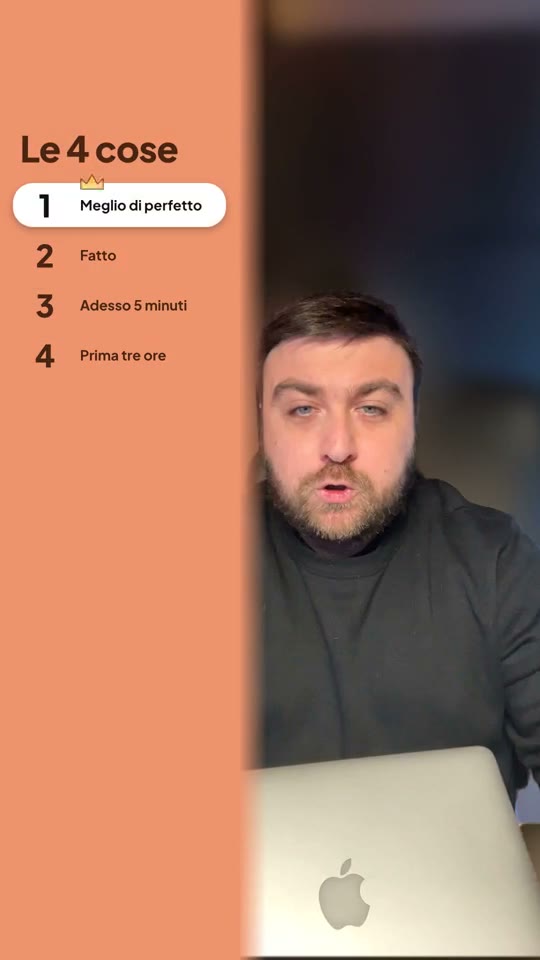 Le 4 cose
1 Meglio di perfetto
2 Fatto
3 Adesso 5 minuti
4 Prima tre ore